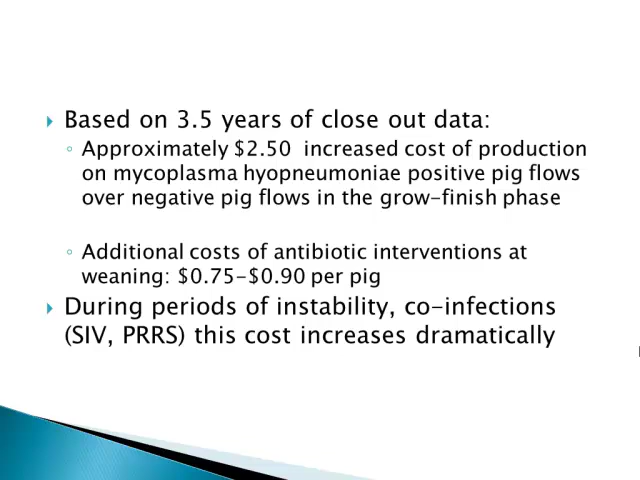 Based on 3.5 years of close out data:
Approximately $2.50 increased cost of production
on mycoplasma hyopneumoniae positive pig flows
over negative pig flows in the grow-finish phase
Additional costs of antibiotic interventions at
weaning: $0.75-$0.90 per pig
During periods of instability, co-infections
(SIV, PRRS) this cost increases dramatically